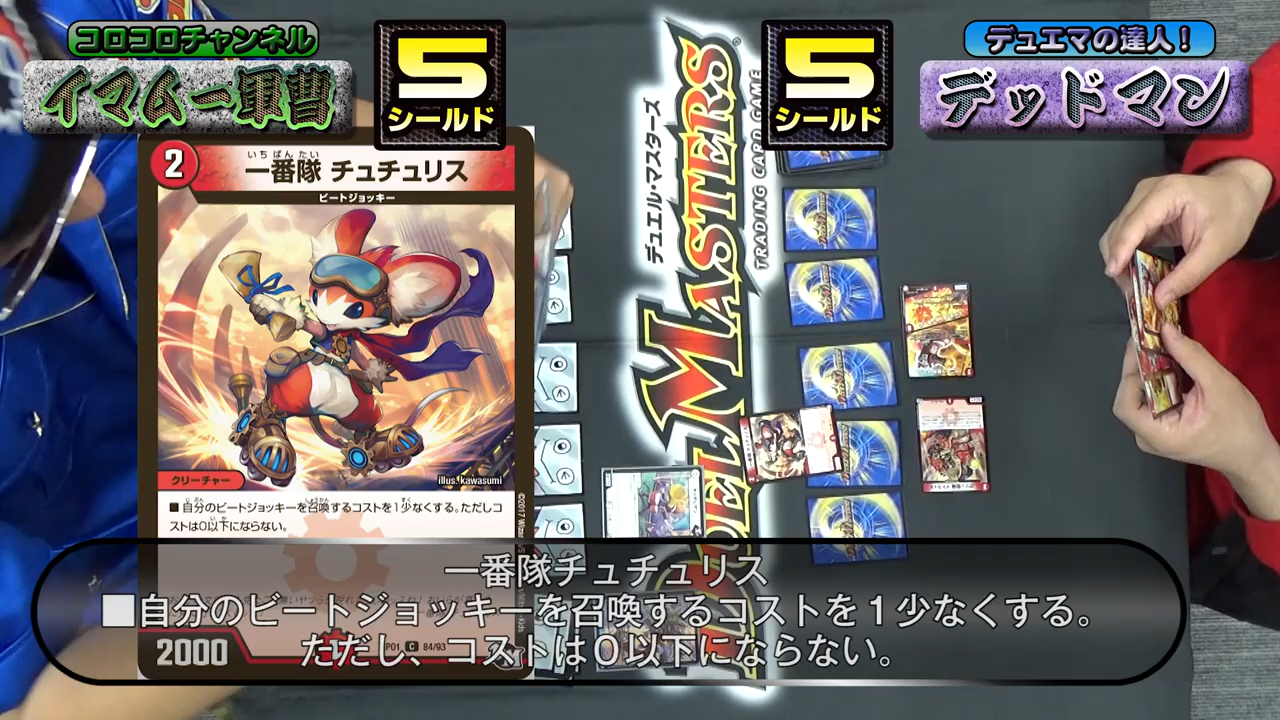 コロコロチャンネル
イマムー軍曹
5
シールド
5
シールド
デュエマの達人！
デッドマン
2
いちばんたい
一番隊 チュチュリス
ビートジョッキー
クリーチャー
illus. kawasumi
■自分のビートジョッキーを召喚するコストを1少なくする。ただしコ
ストは0以下にならない。
2000
P01 C 84/93
デュエル・マスターズ
DUEL MASTERS
TRADING CARD GAME
一番隊チュチュリス
■自分のビートジョッキーを召喚するコストを１少なくする。
ただし、コストは０以下にならない。